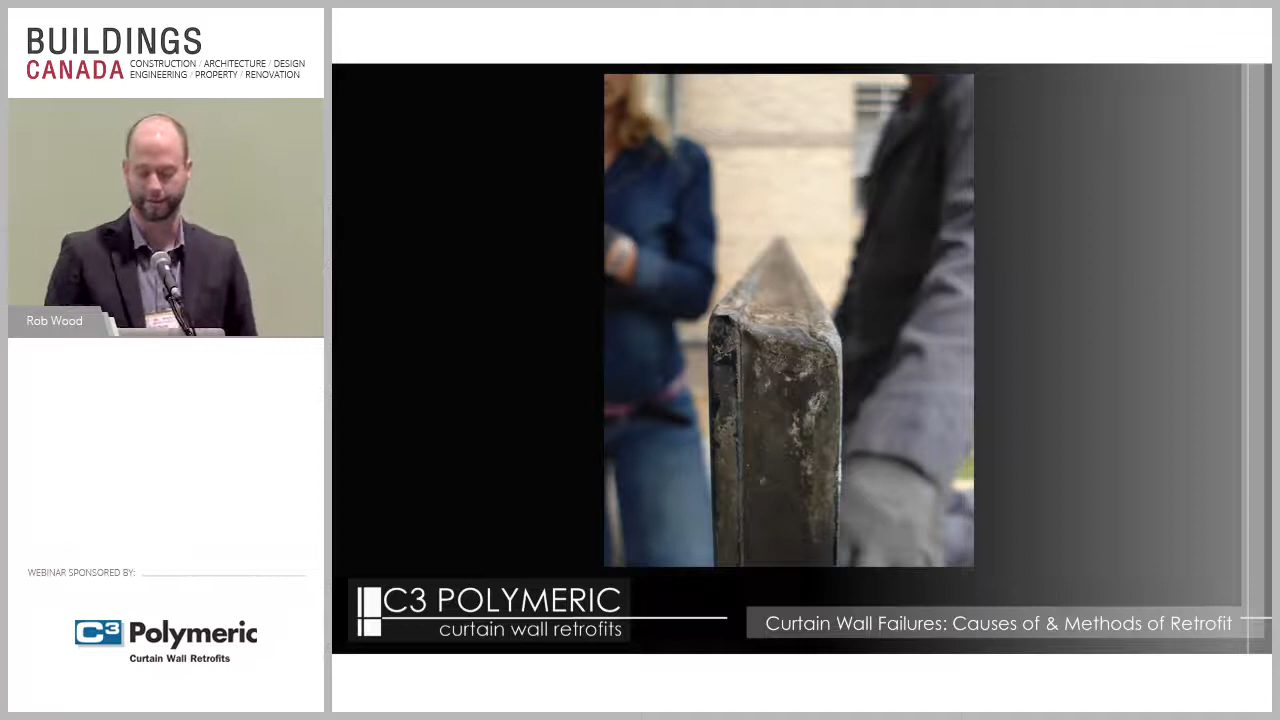 BUILDINGS
CANADA
CONSTRUCTION / ARCHITECTURE / DESIGN
ENGINEERING / PROPERTY / RENOVATION
Rob Wood
WEBINAR SPONSORED BY:
C3 Polymeric
Curtain Wall Retrofits
C3 POLYMERIC
curtain wall retrofits
Curtain Wall Failures: Causes of & Methods of Retrofit